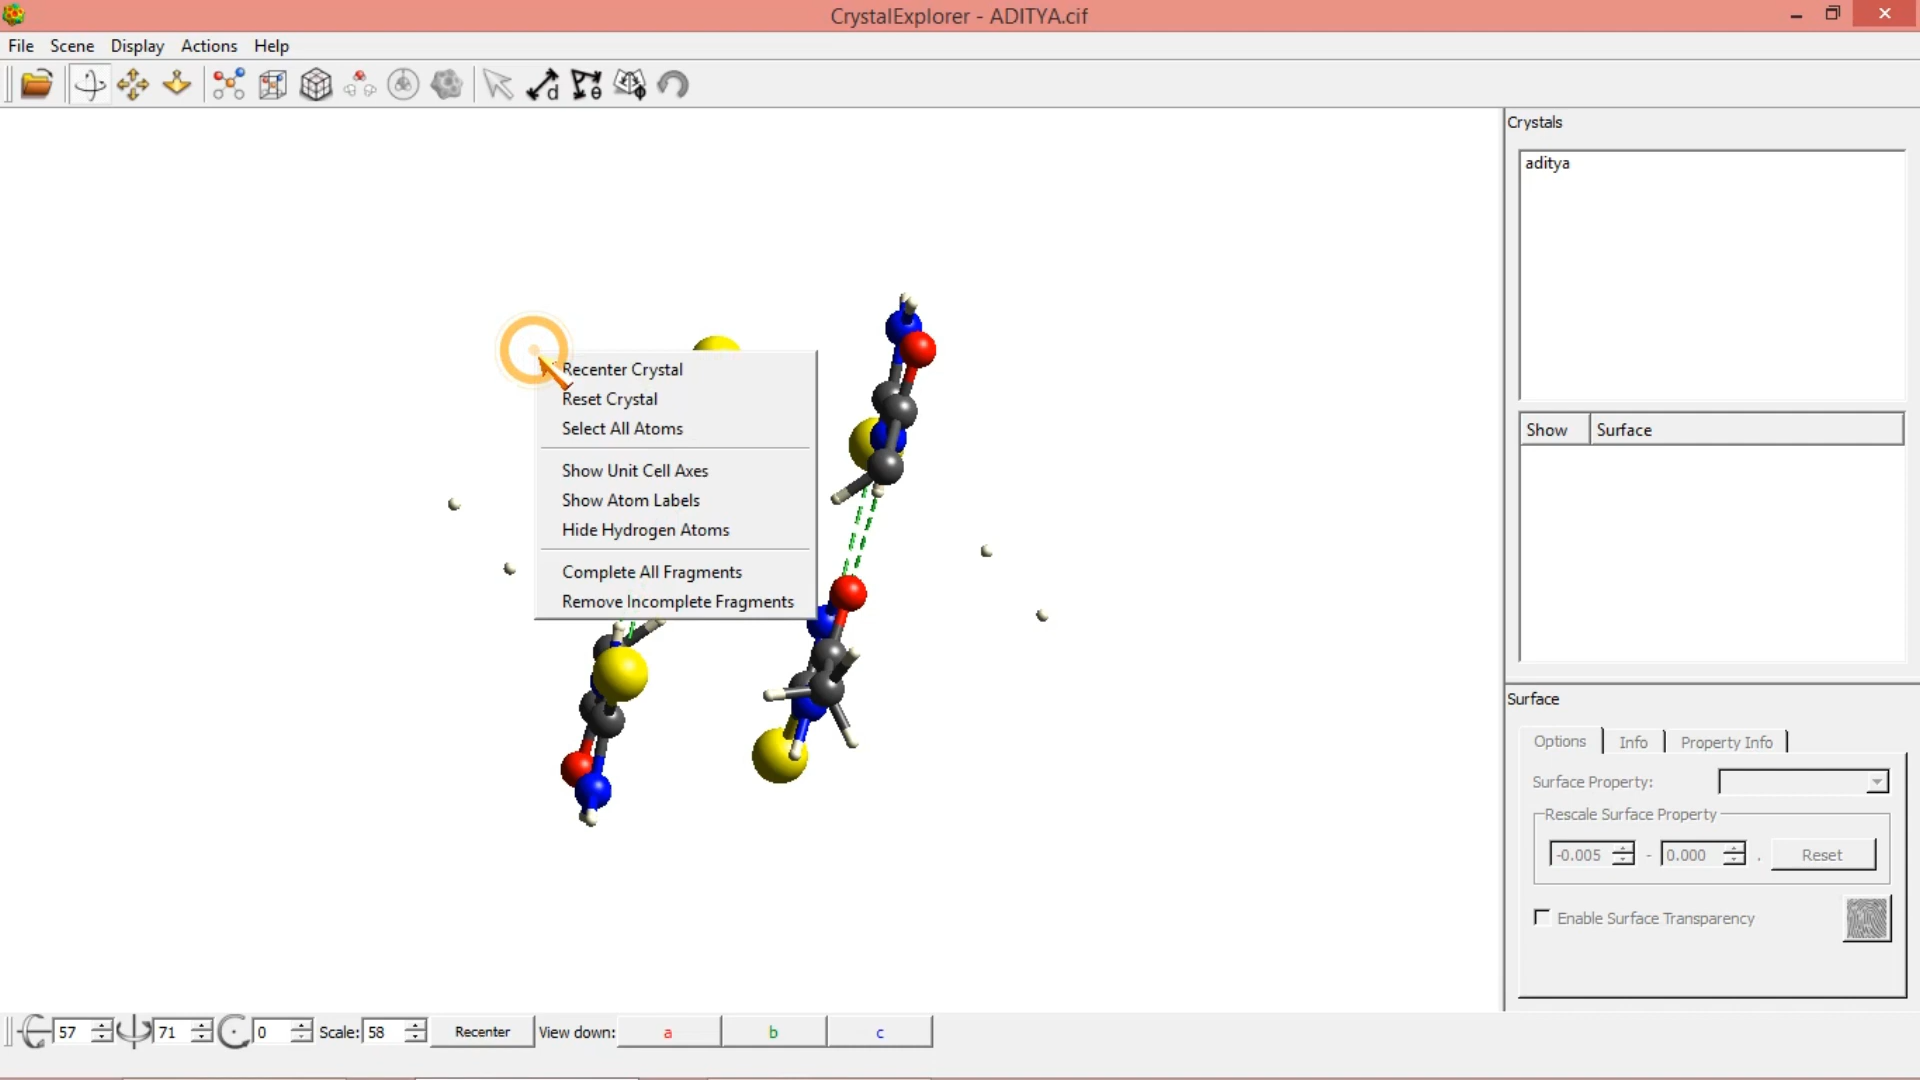 CrystalExplorer - ADITYA.cif
File Scene Display Actions Help
d θ φ
Crystals
aditya
Show Surface
Recenter Crystal
Reset Crystal
Select All Atoms
Show Unit Cell Axes
Show Atom Labels
Hide Hydrogen Atoms
Complete All Fragments
Remove Incomplete Fragments
Surface
Options Info Property Info
Surface Property:
Rescale Surface Property
-0.005 - 0.000 . Reset
Enable Surface Transparency
57 71 0 Scale: 58 Recenter View down: a b c